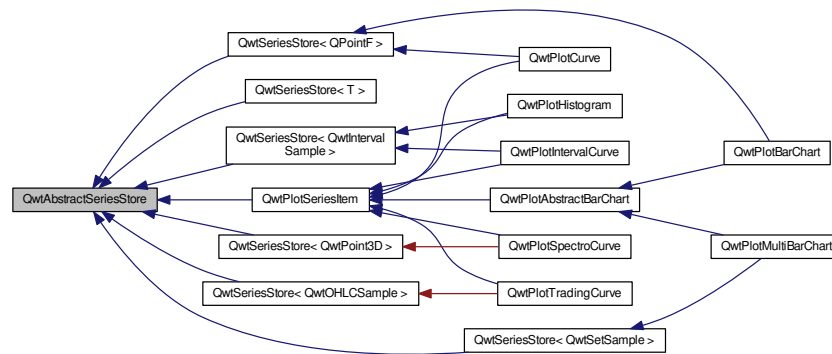 QwtSeriesStore< QPointF >
QwtPlotCurve
QwtSeriesStore< T >
QwtPlotHistogram
QwtSeriesStore< QwtInterval
Sample >
QwtPlotIntervalCurve
QwtPlotBarChart
QwtAbstractSeriesStore
QwtPlotSeriesItem
QwtPlotAbstractBarChart
QwtSeriesStore< QwtPoint3D >
QwtPlotSpectroCurve
QwtPlotMultiBarChart
QwtSeriesStore< QwtOHLCSample >
QwtPlotTradingCurve
QwtSeriesStore< QwtSetSample >